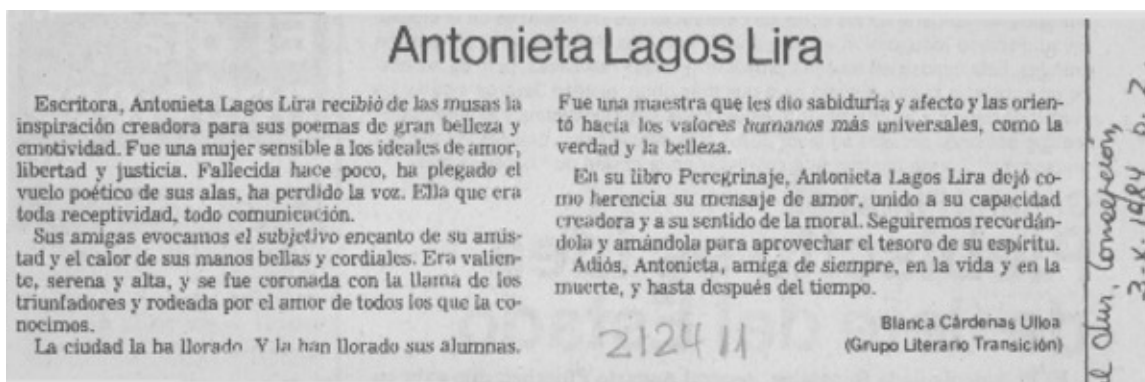 Antonieta Lagos Lira
Escritora, Antonieta Lagos Lira recibió de las musas la
inspiración creadora para sus poemas de gran belleza y
emotividad. Fue una mujer sensible a los ideales de amor,
libertad y justicia. Fallecida hace poco, ha plegado el
vuelo poético de sus alas, ha perdido la voz. Ella que era
toda receptividad, todo comunicación.
Sus amigas evocamos el subjetivo encanto de su amis-
tad y el calor de sus manos bellas y cordiales. Era valien-
te, serena y alta, y se fue coronada con la llama de los
triunfadores y rodeada por el amor de todos los que la co-
nocimos.
La ciudad la ha llorado. Y la han llorado sus alumnas.
Fue una maestra que les dio sabiduría y afecto y las orien-
tó hacia los valores humanos más universales, como la
verdad y la belleza.
En su libro Peregrinaje, Antonieta Lagos Lira dejó co-
mo herencia su mensaje de amor, unido a su capacidad
creadora y a su sentido de la moral. Seguiremos recordán-
dola y amándola para aprovechar el tesoro de su espíritu.
Adiós, Antonieta, amiga de siempre, en la vida y en la
muerte, y hasta después del tiempo.
Blanca Cárdenas Ulloa
(Grupo Literario Transición)
212411
el Sur, Concepción,
3-X-1984 p. 2